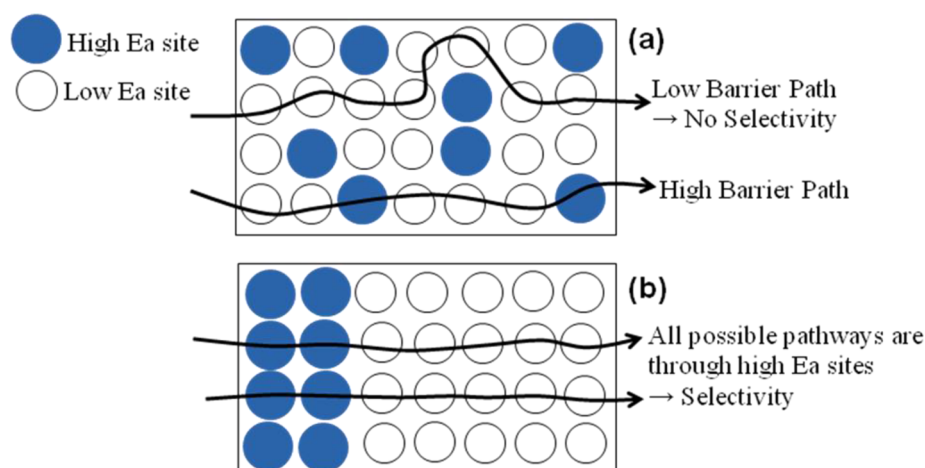 High Ea site
Low Ea site
(a)
Low Barrier Path
→ No Selectivity
High Barrier Path
(b)
All possible pathways are
through high Ea sites
→ Selectivity